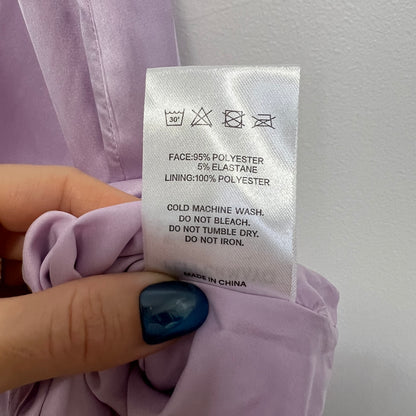 30°
FACE:95% POLYESTER
5% ELASTANE
LINING:100% POLYESTER
COLD MACHINE WASH.
DO NOT BLEACH.
DO NOT TUMBLE DRY.
DO NOT IRON.
MADE IN CHINA